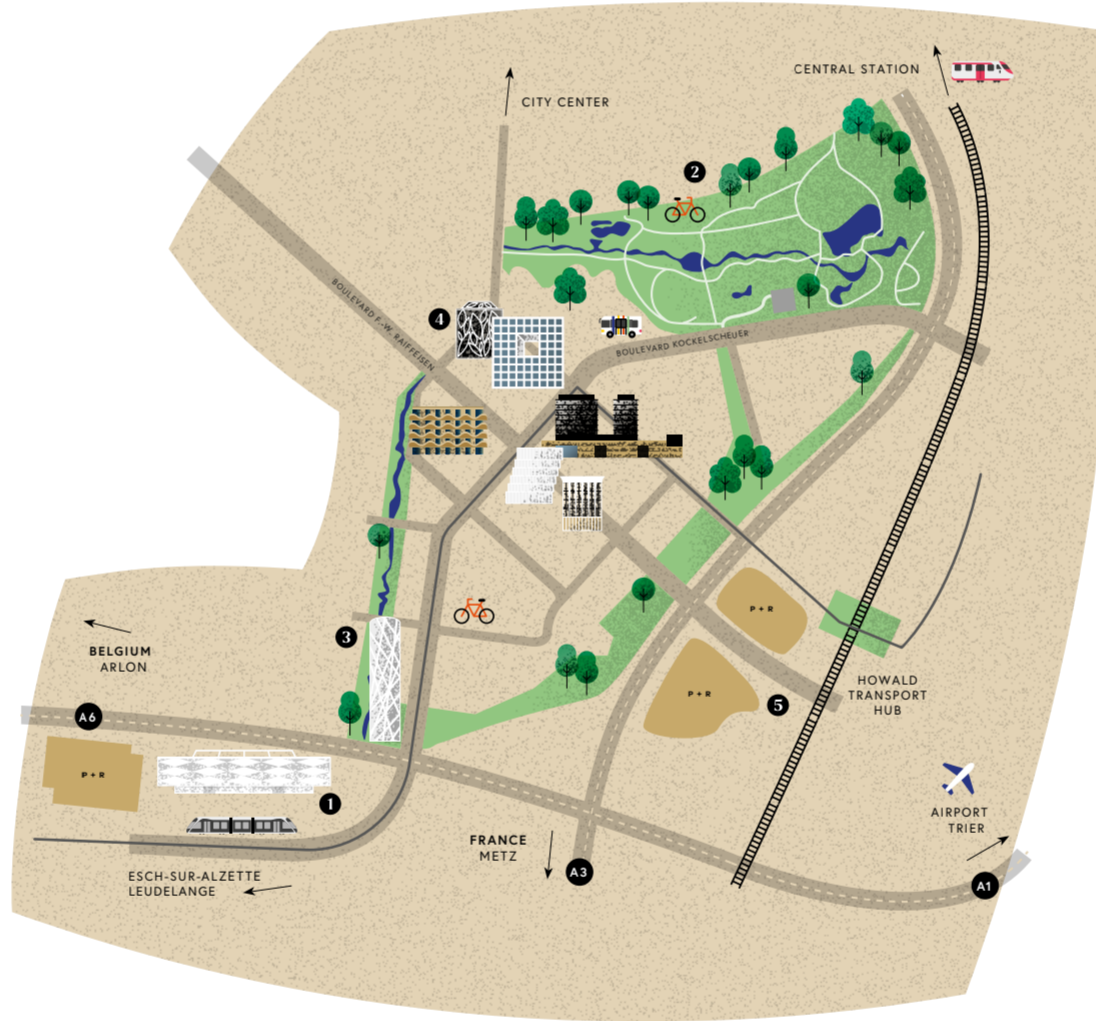 CENTRAL STATION
CITY CENTER
2
BOULEVARD F.-W. RAIFFEISEN
4
BOULEVARD KOCKELSCHEUER
P + R
3
BELGIUM
ARLON
HOWALD
TRANSPORT
HUB
P + R
5
A6
P + R
1
AIRPORT
TRIER
FRANCE
METZ
A3
ESCH-SUR-ALZETTE
LEUDELANGE
A1